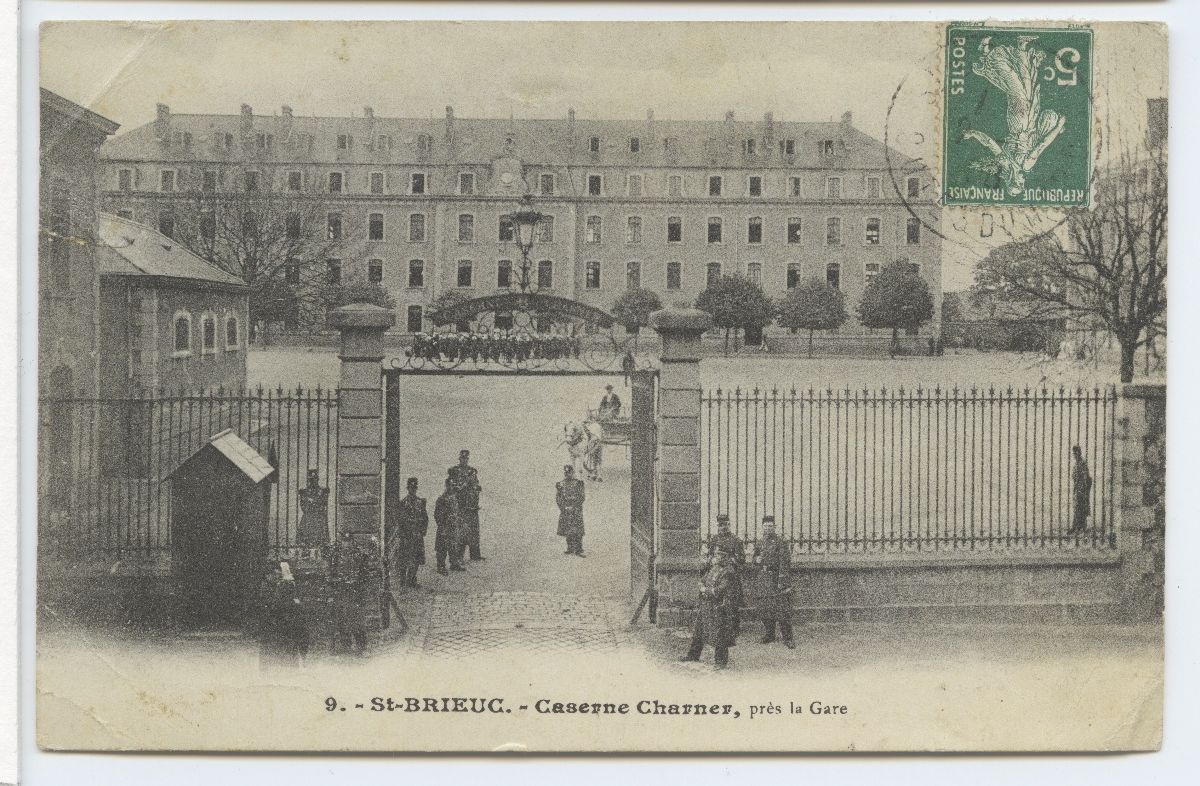 5c
POSTES
REPUBLIQUE FRANÇAISE
9. - St-BRIEUC. - Caserne Charner, près la Gare